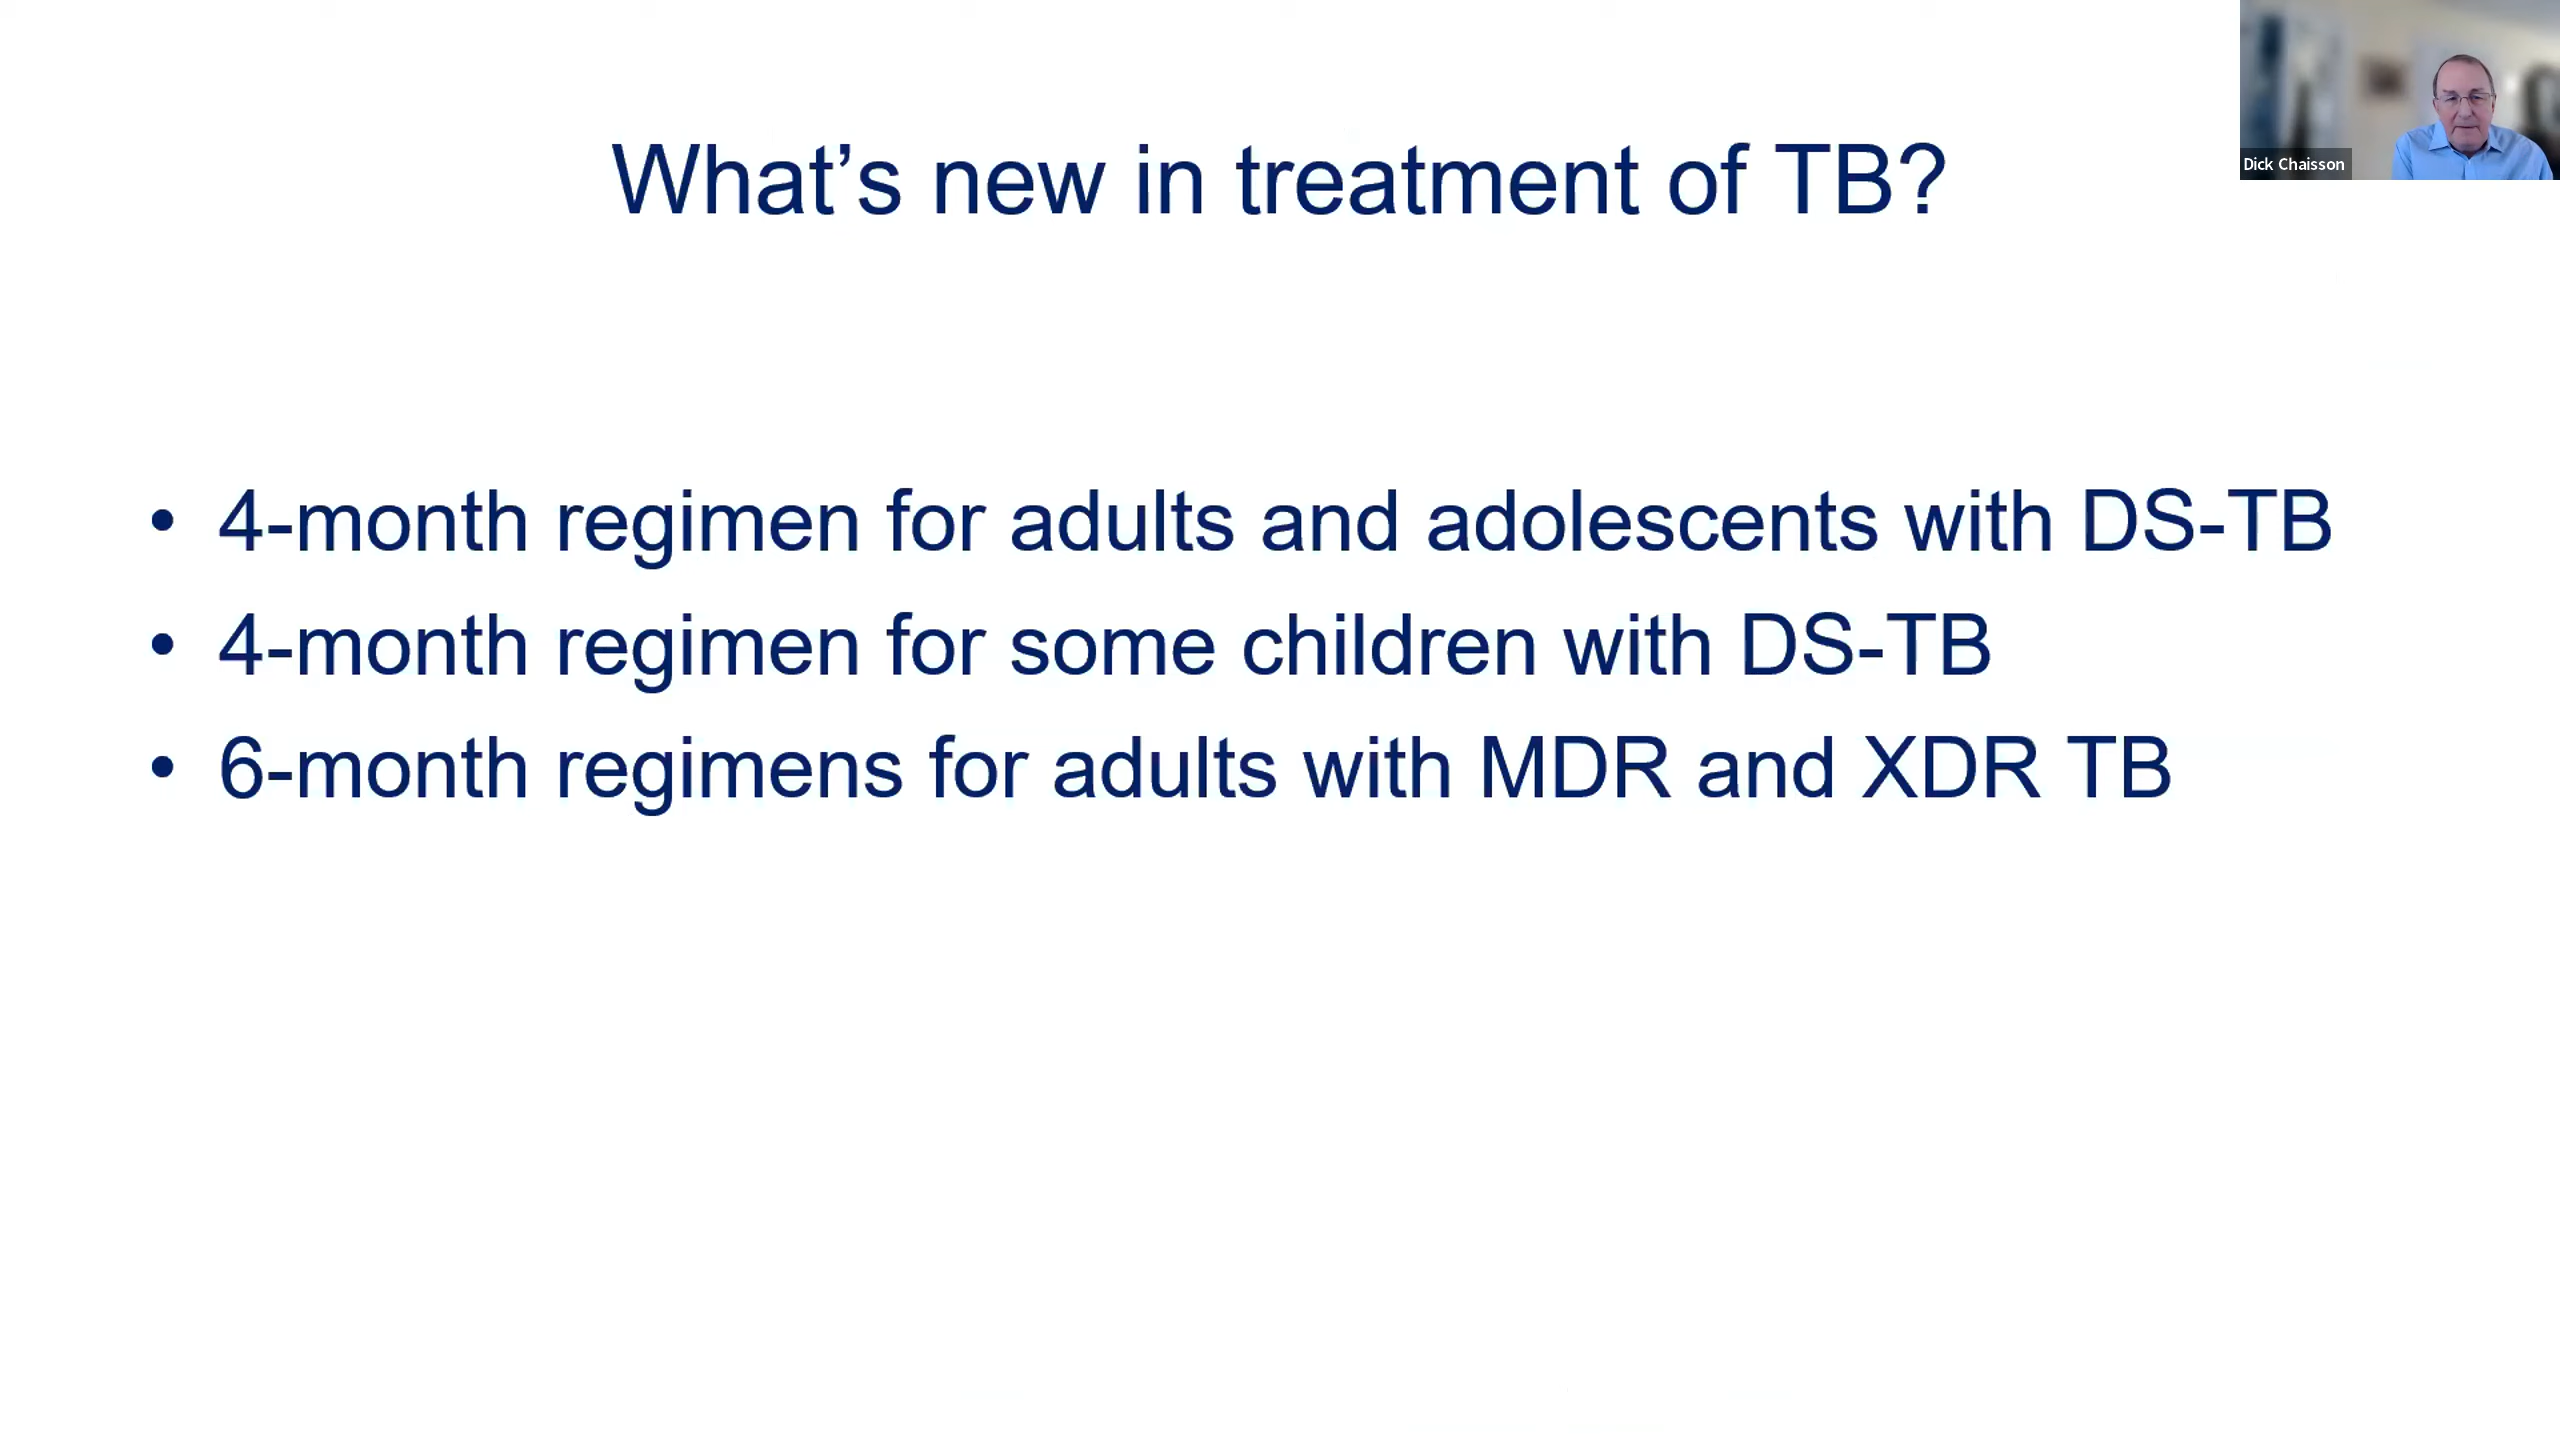 What’s new in treatment of TB?
Dick Chaisson
• 4-month regimen for adults and adolescents with DS-TB
• 4-month regimen for some children with DS-TB
• 6-month regimens for adults with MDR and XDR TB